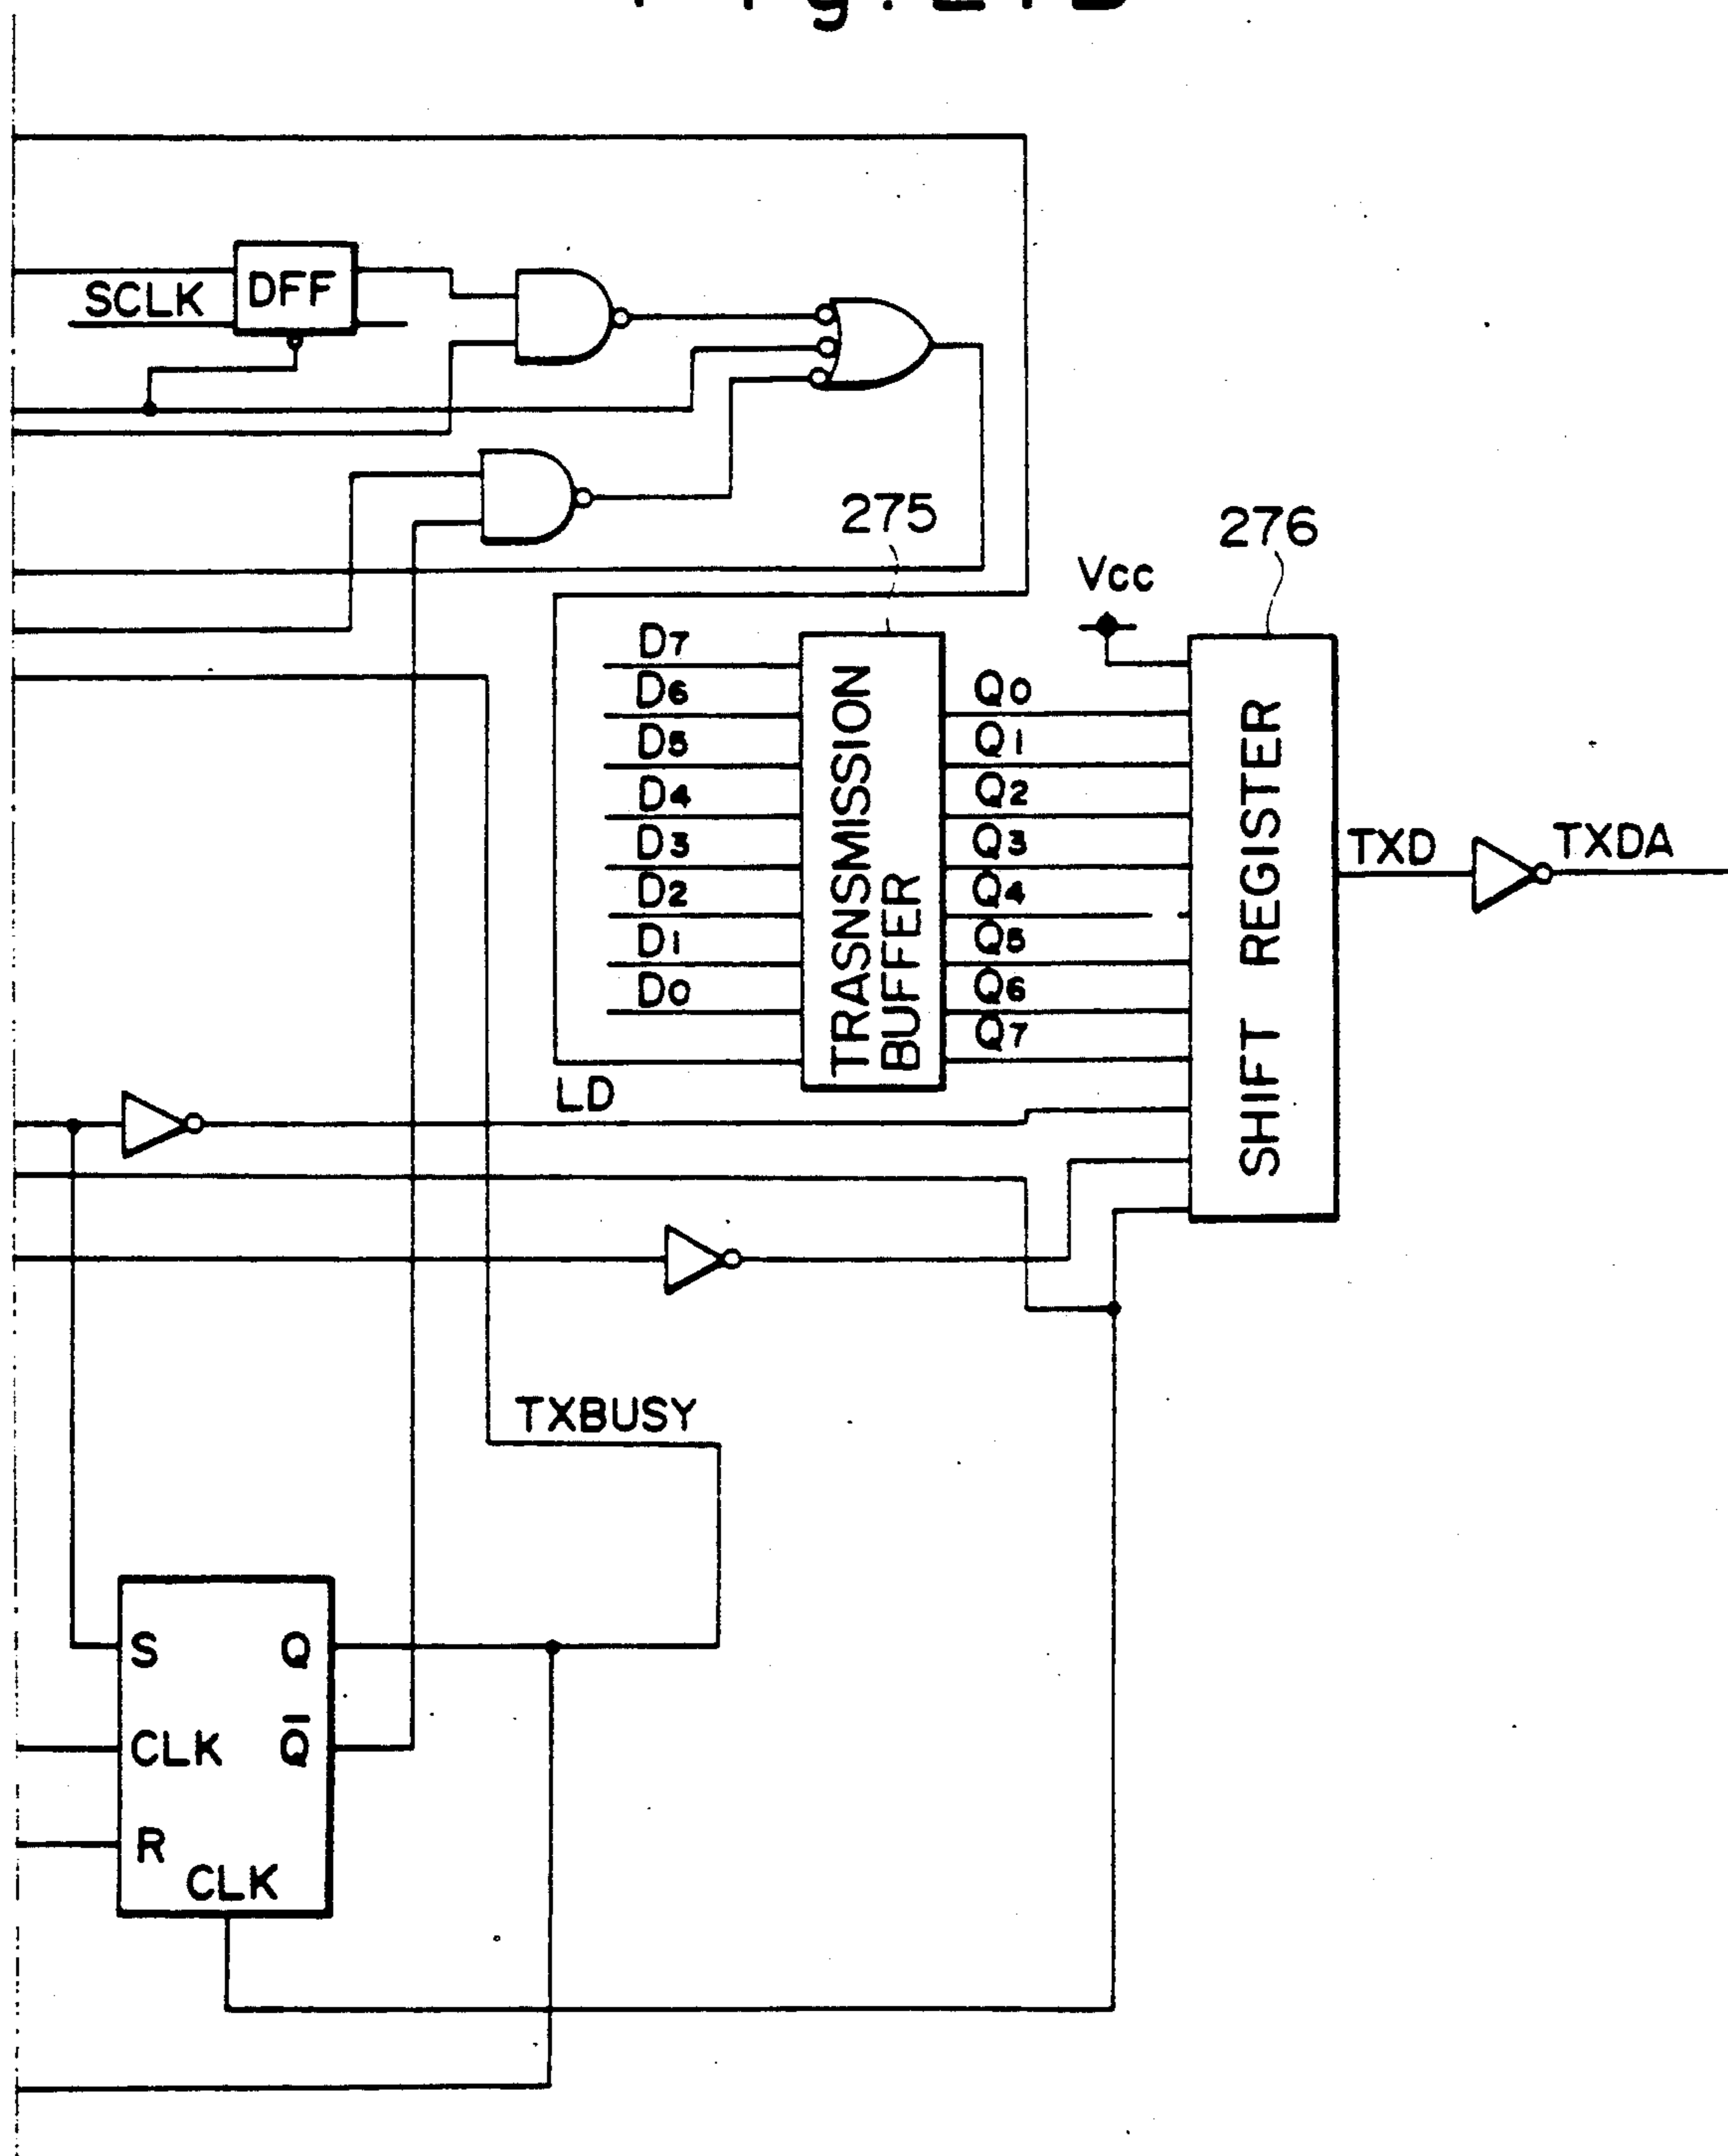 SCLK
DFF
275
276
Vcc
D7
D6
D5
D4
D3
D2
D1
D0
TRASNSMISSION
BUFFER
Q0
Q1
Q2
Q3
Q4
Q5
Q6
Q7
SHIFT REGISTER
TXD
TXDA
LD
TXBUSY
S
Q
CLK
Q̅
R
CLK